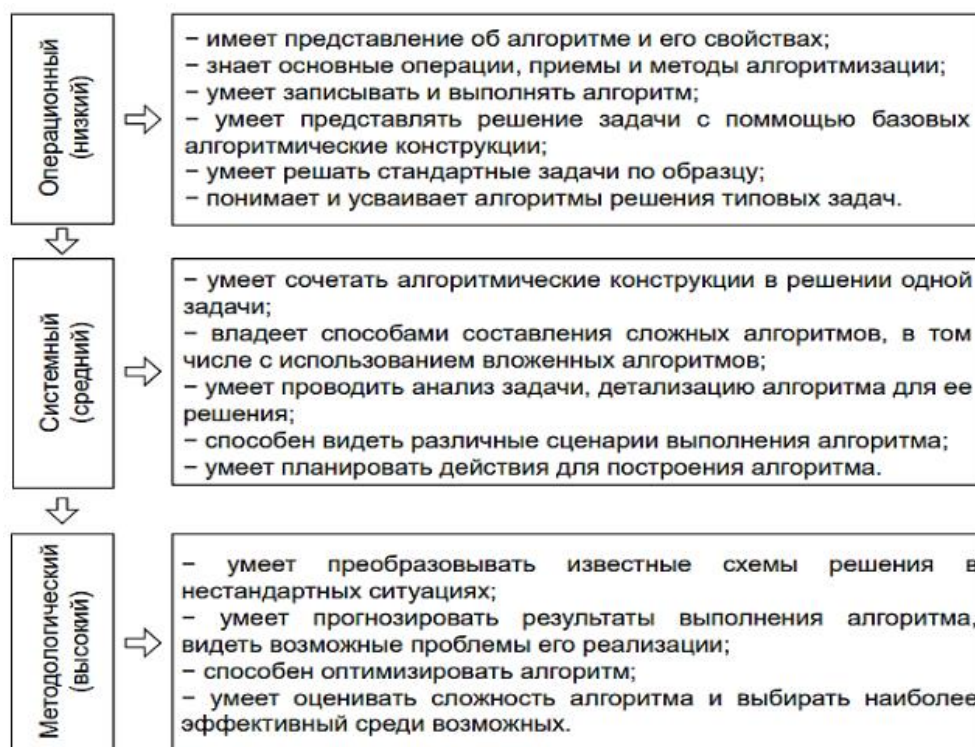 Операционный
(низкий)
− имеет представление об алгоритме и его свойствах;
− знает основные операции, приемы и методы алгоритмизации;
− умеет записывать и выполнять алгоритм;
− умеет представлять решение задачи с поммощью базовых
алгоритмические конструкции;
− умеет решать стандартные задачи по образцу;
− понимает и усваивает алгоритмы решения типовых задач.
Системный
(средний)
− умеет сочетать алгоритмические конструкции в решении одной
задачи;
− владеет способами составления сложных алгоритмов, в том
числе с использованием вложенных алгоритмов;
− умеет проводить анализ задачи, детализацию алгоритма для ее
решения;
− способен видеть различные сценарии выполнения алгоритма;
− умеет планировать действия для построения алгоритма.
Методологический
(высокий)
− умеет преобразовывать известные схемы решения в
нестандартных ситуациях;
− умеет прогнозировать результаты выполнения алгоритма,
видеть возможные проблемы его реализации;
− способен оптимизировать алгоритм;
− умеет оценивать сложность алгоритма и выбирать наиболее
эффективный среди возможных.